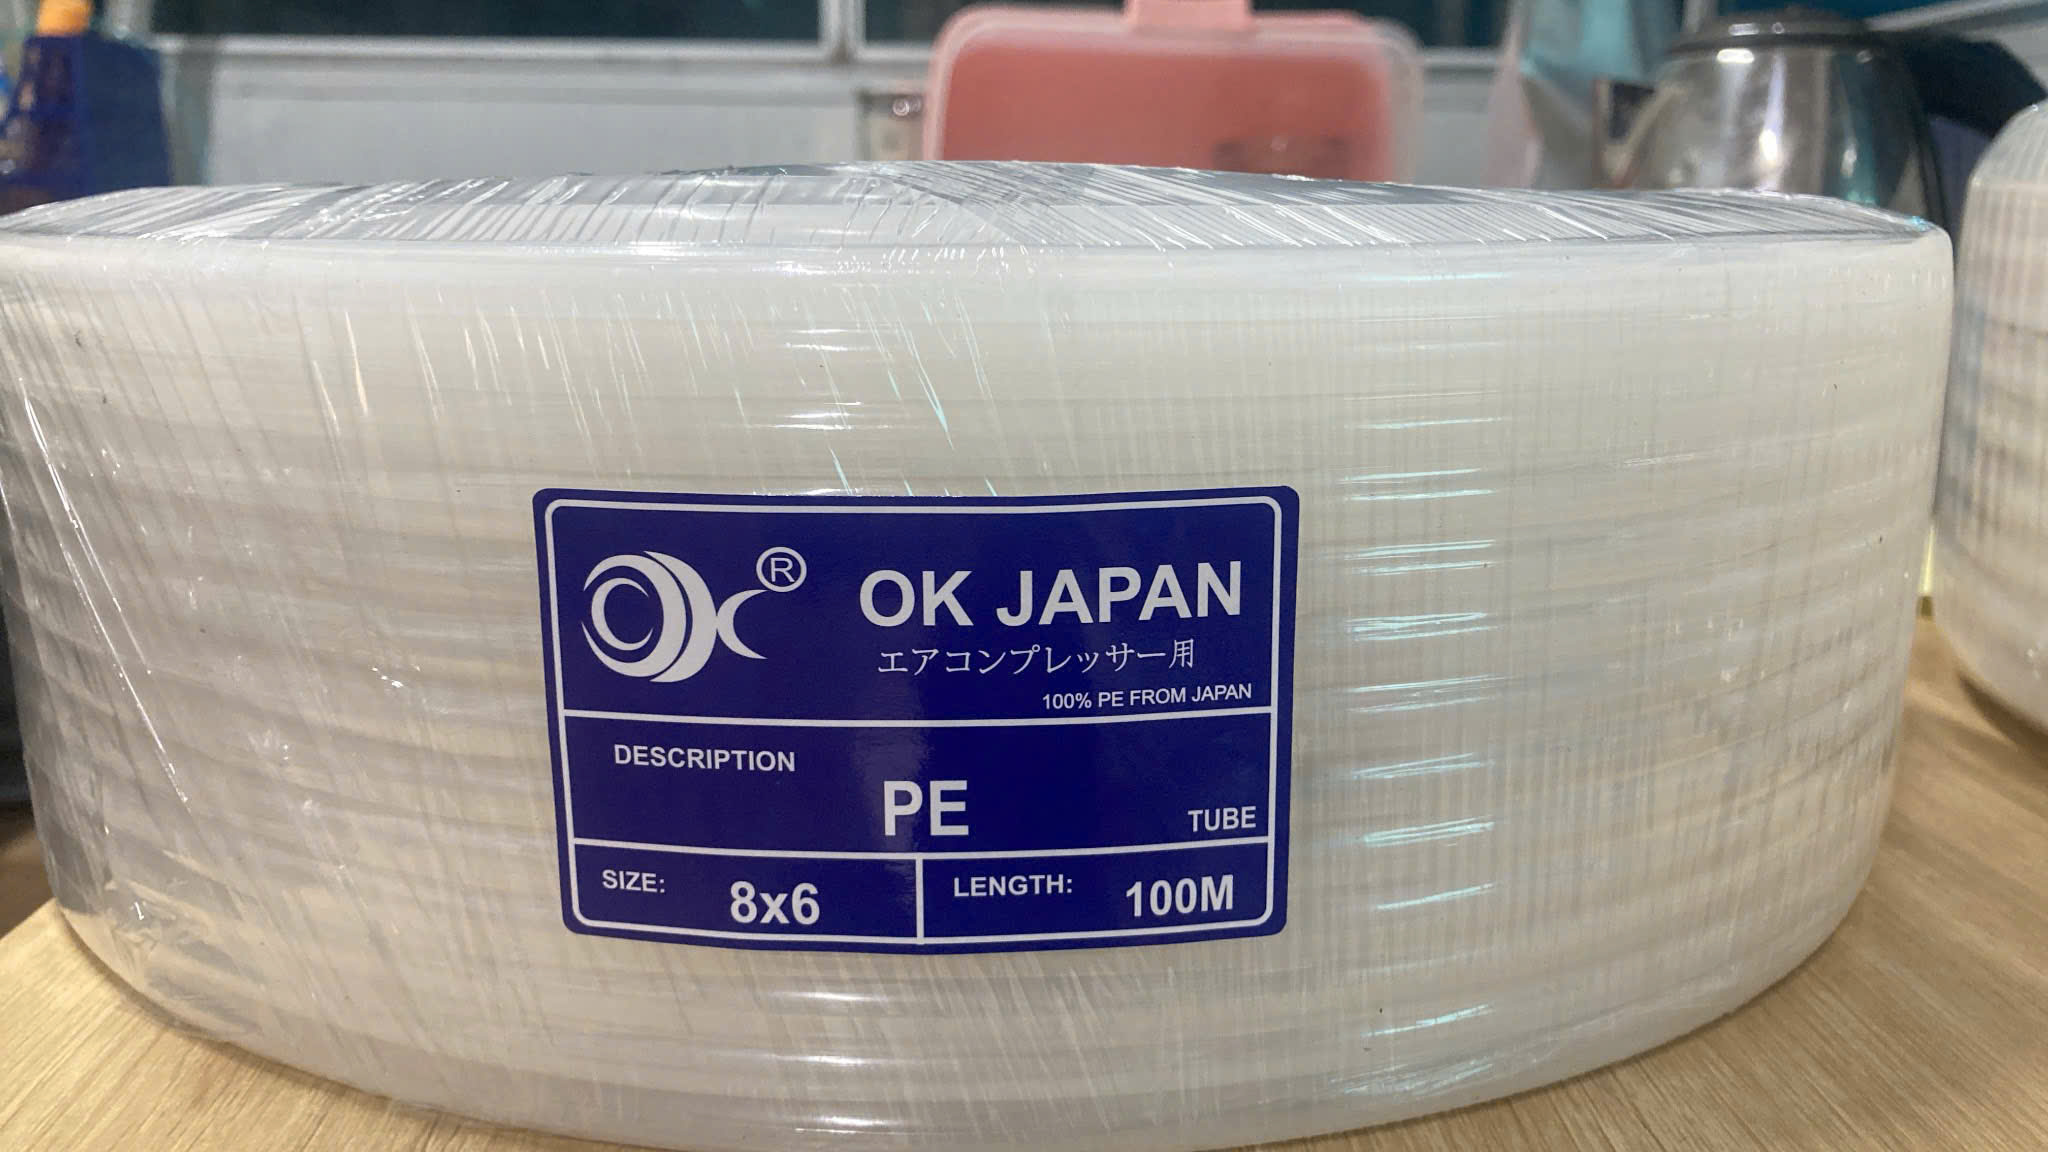 OK ® OK JAPAN
エアコンプレッサー用
100% PE FROM JAPAN
DESCRIPTION
PE
TUBE
SIZE: 8x6
LENGTH: 100M